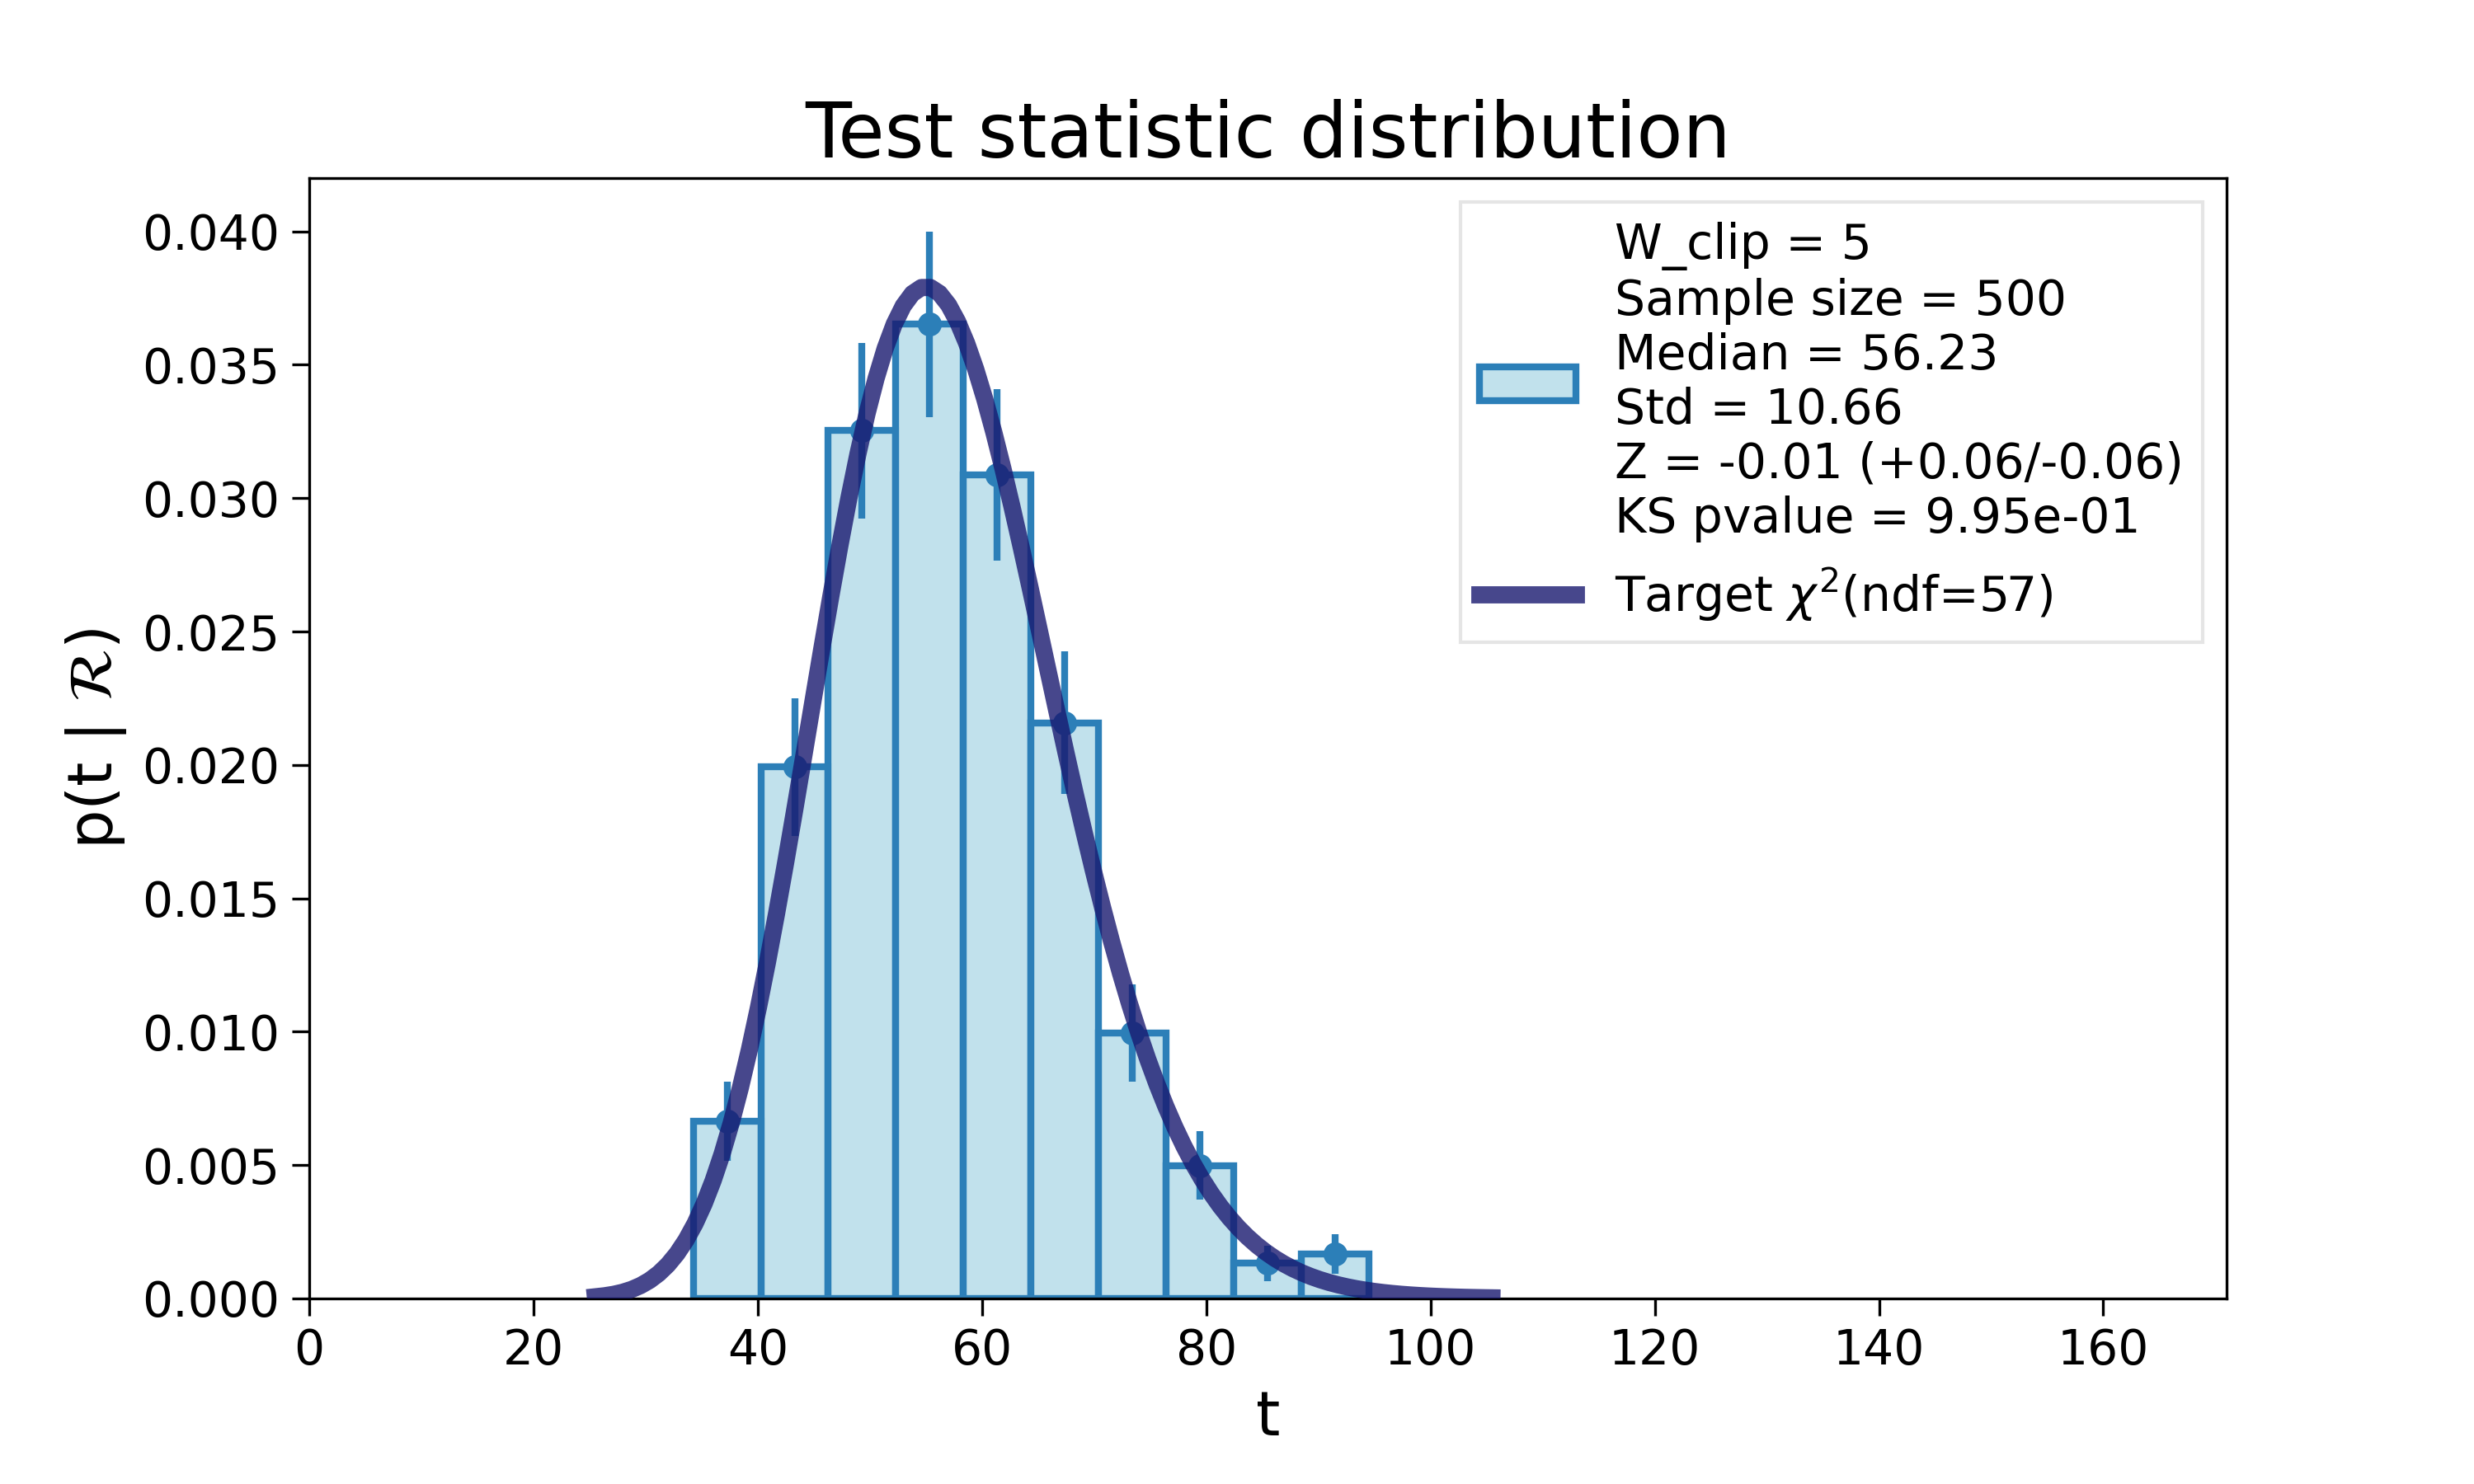 Test statistic distribution
W_clip = 5
Sample size = 500
Median = 56.23
Std = 10.66
Z = -0.01 (+0.06/-0.06)
KS pvalue = 9.95e-01
Target χ²(ndf=57)
p(t | ℛ)
0.040
0.035
0.030
0.025
0.020
0.015
0.010
0.005
0.000
0 20 40 60 80 100 120 140 160
t